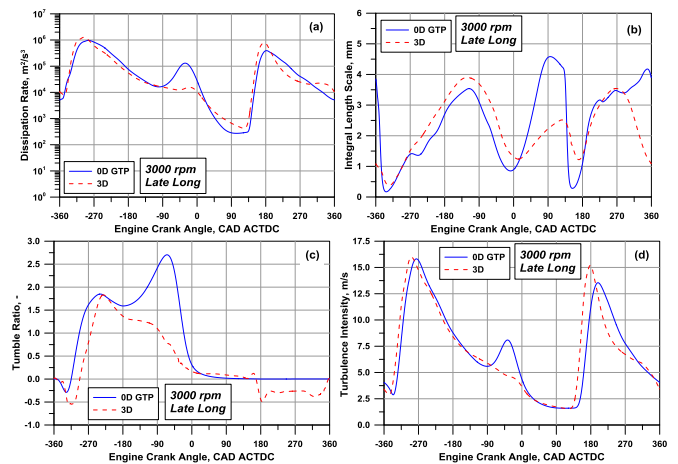 (a)
Dissipation Rate, m²/s³
10⁷
10⁶
10⁵
10⁴
10³
10²
10¹
10⁰
0D GTP
3D
3000 rpm
Late Long
-360 -270 -180 -90 0 90 180 270 360
Engine Crank Angle, CAD ACTDC
(b)
Integral Length Scale, mm
6
5
4
3
2
1
0
0D GTP
3D
3000 rpm
Late Long
-360 -270 -180 -90 0 90 180 270 360
Engine Crank Angle, CAD ACTDC
(c)
Tumble Ratio, -
3.0
2.5
2.0
1.5
1.0
0.5
0.0
-0.5
-1.0
0D GTP
3D
3000 rpm
Late Long
-360 -270 -180 -90 0 90 180 270 360
Engine Crank Angle, CAD ACTDC
(d)
Turbulence Intensity, m/s
17.5
15.0
12.5
10.0
7.5
5.0
2.5
0.0
0D GTP
3D
3000 rpm
Late Long
-360 -270 -180 -90 0 90 180 270 360
Engine Crank Angle, CAD ACTDC